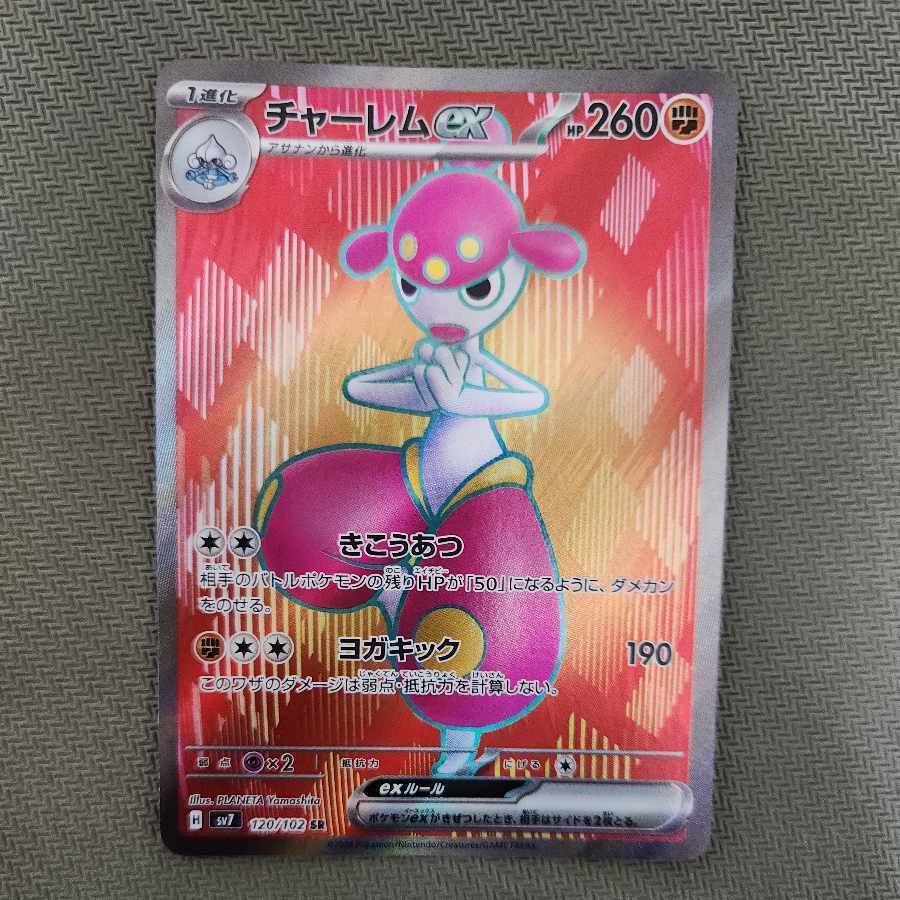 1進化
チャーレムex
HP260
アサナンから進化
きこうあつ
相手のバトルポケモンの残りHPが「50」になるように、ダメカン
をのせる。
ヨガキック 190
このワザのダメージは弱点・抵抗力を計算しない。
弱点 ×2 抵抗力 にげる
exルール
ポケモンexがきぜつしたとき、相手はサイドを2枚とる。
Illus. PLANETA Yamashita
H sv7 120/102 SR
©2024 Pokémon/Nintendo/Creatures/GAME FREAK